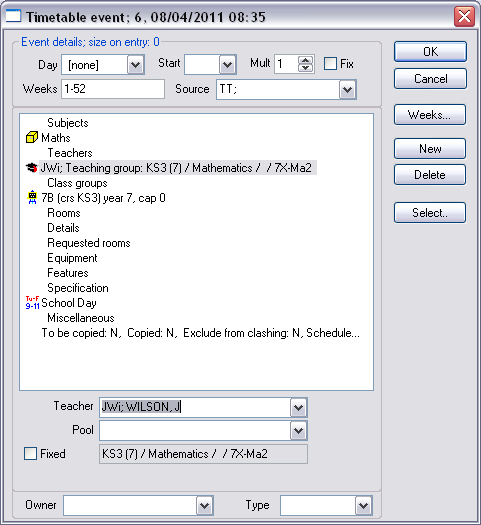 Timetable event; 6, 08/04/2011 08:35
Event details; size on entry: 0
Day [none] Start Mult 1 Fix
Weeks 1-52 Source TT;
OK
Cancel
Weeks...
New
Delete
Select..
Subjects
Maths
Teachers
JWi; Teaching group: KS3 (7) / Mathematics / / 7X-Ma2
Class groups
7B (crs KS3) year 7, cap 0
Rooms
Details
Requested rooms
Equipment
Features
Specification
Tu-F
9-11
School Day
Miscellaneous
To be copied: N, Copied: N, Exclude from clashing: N, Schedule...
Teacher JWi; WILSON, J
Pool
Fixed KS3 (7) / Mathematics / / 7X-Ma2
Owner Type